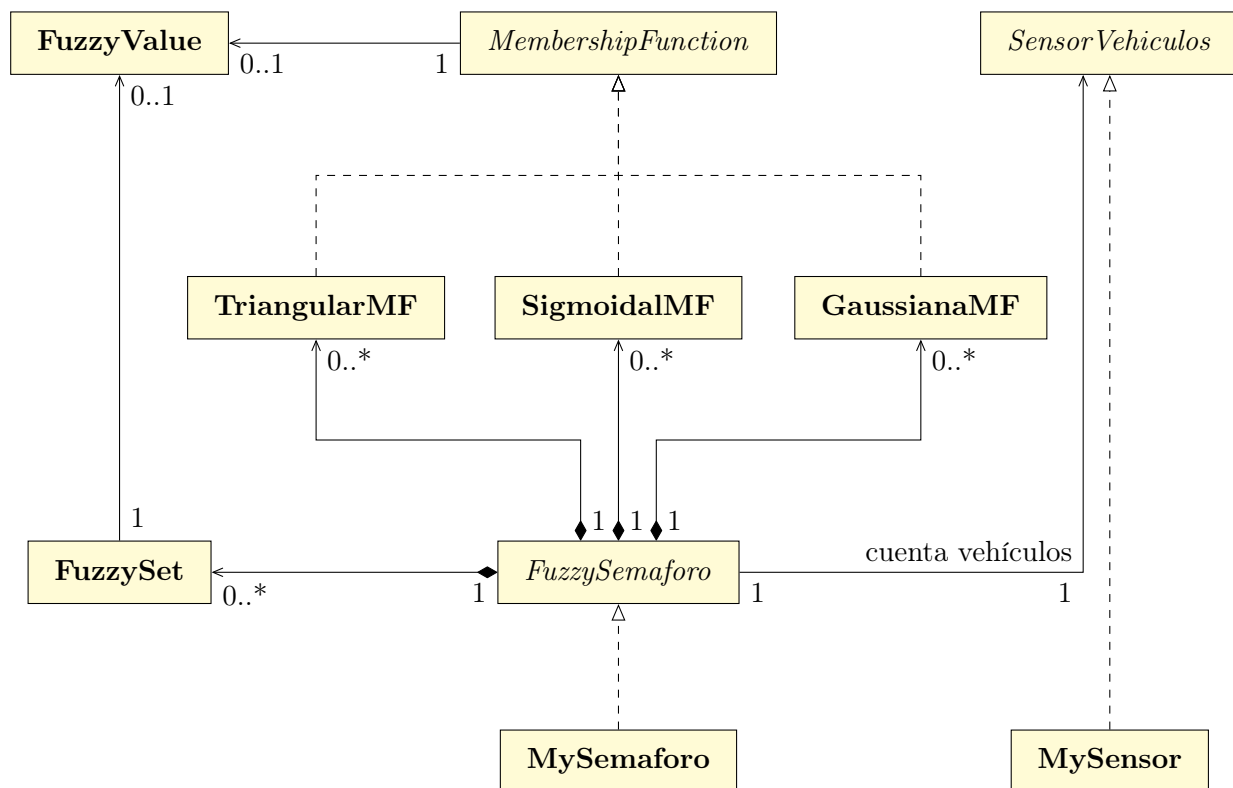 FuzzyValue
MembershipFunction
SensorVehiculos
0..1
1
0..1
TriangularMF
SigmoidalMF
GaussianaMF
0..*
0..*
0..*
1
1
1
1
cuenta vehículos
FuzzySet
FuzzySemaforo
0..*
1
1
1
MySemaforo
MySensor